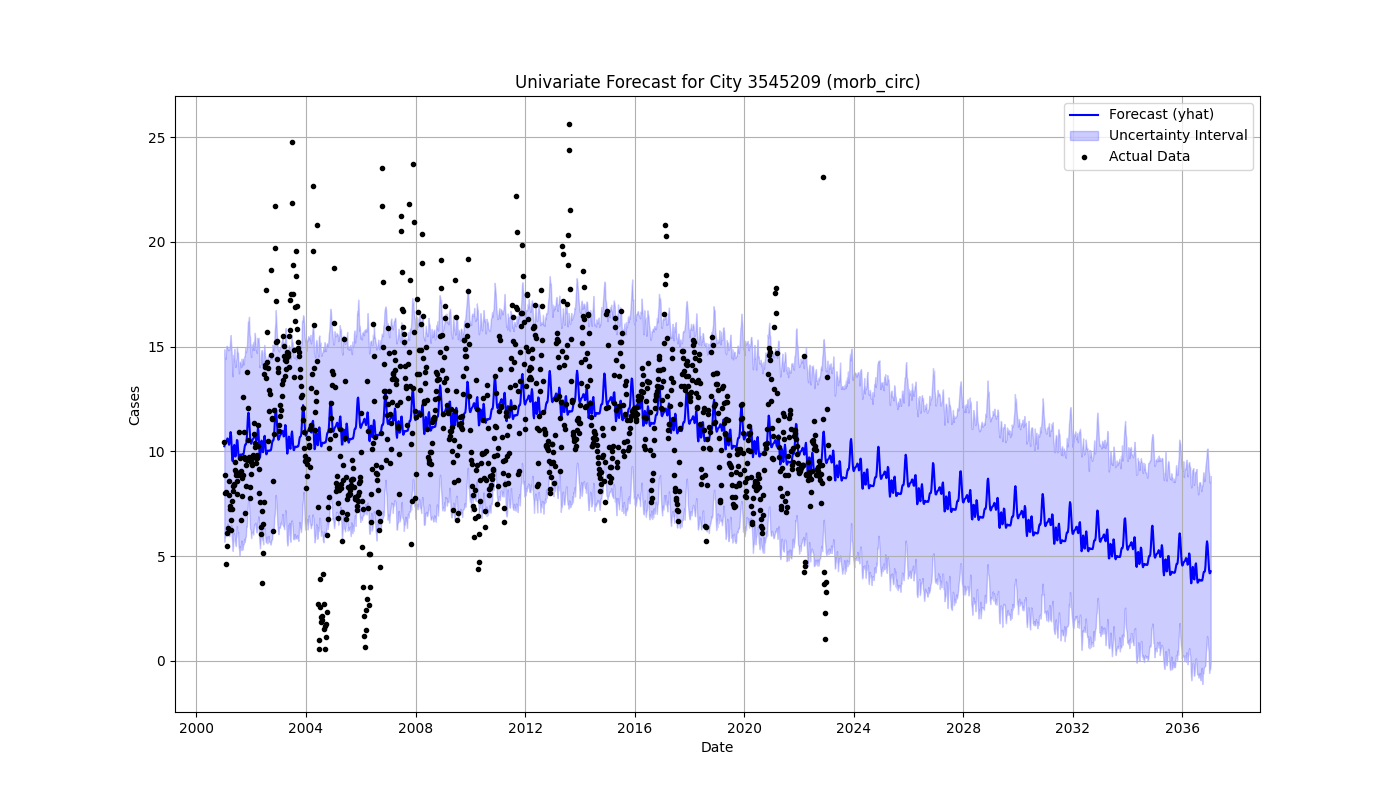 Univariate Forecast for City 3545209 (morb_circ)
Forecast (yhat)
Uncertainty Interval
Actual Data
Cases
25
20
15
10
5
0
2000 2004 2008 2012 2016 2020 2024 2028 2032 2036
Date